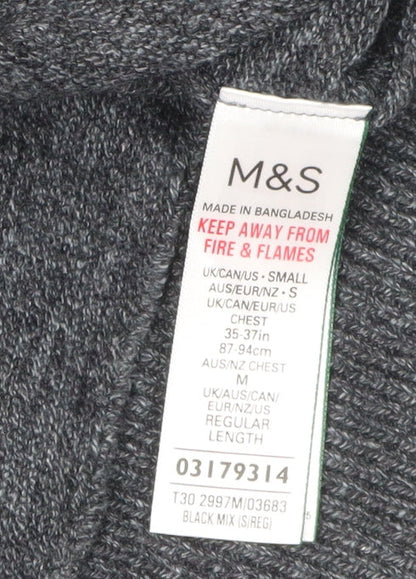 M&S
MADE IN BANGLADESH
KEEP AWAY FROM
FIRE & FLAMES
UK/CAN/US • SMALL
AUS/EUR/NZ • S
UK/CAN/EUR/US
CHEST
35-37in
87-94cm
AUS/NZ CHEST
M
UK/AUS/CAN/
EUR/NZ/US
REGULAR
LENGTH
03179314
T30 2997M/03683
BLACK MIX (S/REG)
5